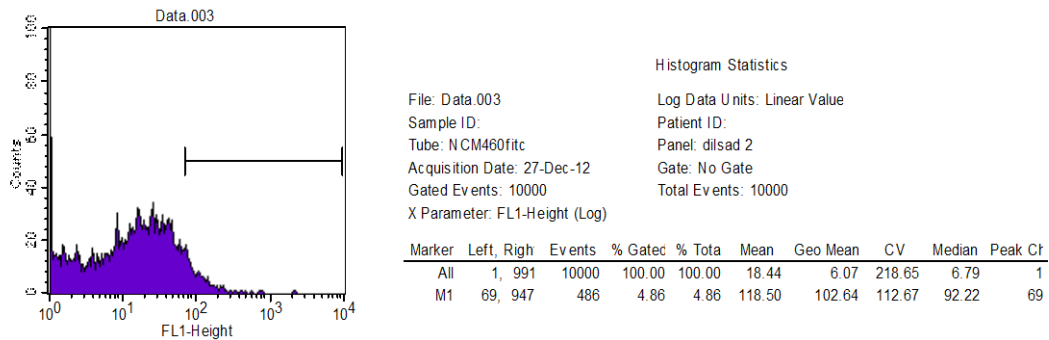 Data.003
100
80
60
40
20
0
Counts
10^0 10^1 10^2 10^3 10^4
FL1-Height
Histogram Statistics
File: Data.003 Log Data Units: Linear Value
Sample ID: Patient ID:
Tube: NCM460fitc Panel: dilsad 2
Acquisition Date: 27-Dec-12 Gate: No Gate
Gated Events: 10000 Total Events: 10000
X Parameter: FL1-Height (Log)
Marker Left, Righ Events % Gated % Tota Mean Geo Mean CV Median Peak Ch
All 1, 991 10000 100.00 100.00 18.44 6.07 218.65 6.79 1
M1 69, 947 486 4.86 4.86 118.50 102.64 112.67 92.22 69